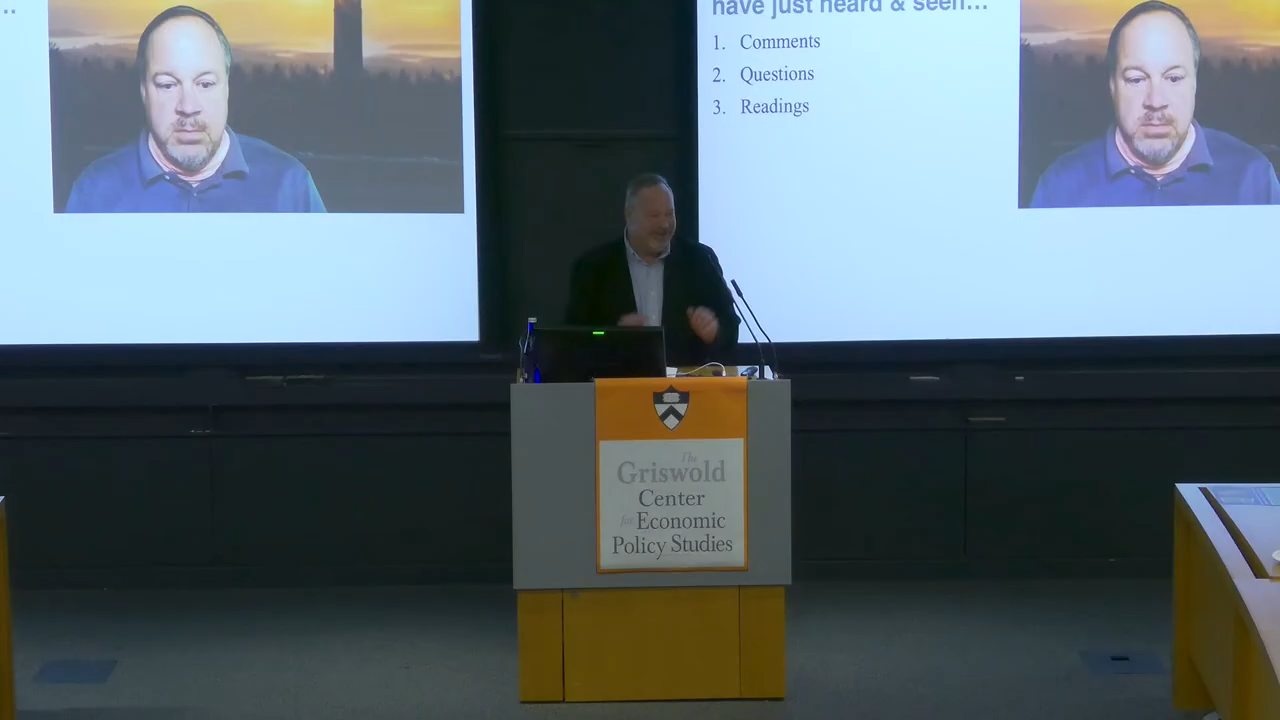 ..
have just heard & seen...
1. Comments
2. Questions
3. Readings
The
Griswold
Center
for Economic
Policy Studies